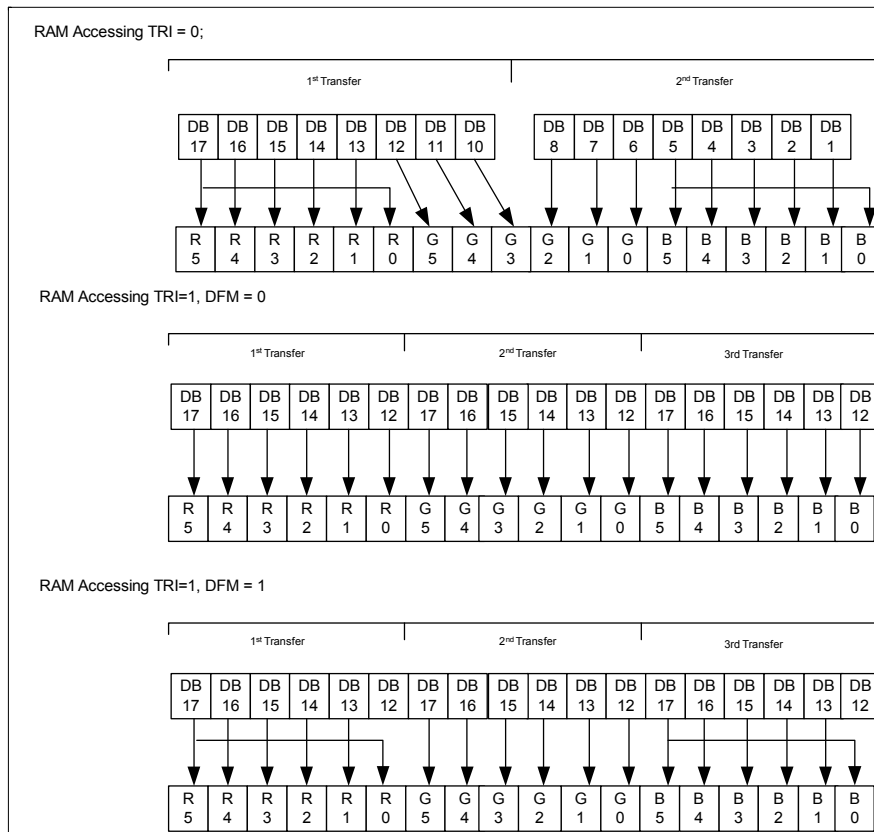 RAM Accessing TRI = 0;
1st Transfer 2nd Transfer
DB DB DB DB DB DB DB DB DB DB DB DB DB DB DB DB
17 16 15 14 13 12 11 10 8 7 6 5 4 3 2 1
R R R R R R G G G G G G B B B B B B
5 4 3 2 1 0 5 4 3 2 1 0 5 4 3 2 1 0
RAM Accessing TRI=1, DFM = 0
1st Transfer 2nd Transfer 3rd Transfer
DB DB DB DB DB DB DB DB DB DB DB DB DB DB DB DB DB DB
17 16 15 14 13 12 17 16 15 14 13 12 17 16 15 14 13 12
R R R R R R G G G G G G B B B B B B
5 4 3 2 1 0 5 4 3 2 1 0 5 4 3 2 1 0
RAM Accessing TRI=1, DFM = 1
1st Transfer 2nd Transfer 3rd Transfer
DB DB DB DB DB DB DB DB DB DB DB DB DB DB DB DB DB DB
17 16 15 14 13 12 17 16 15 14 13 12 17 16 15 14 13 12
R R R R R R G G G G G G B B B B B B
5 4 3 2 1 0 5 4 3 2 1 0 5 4 3 2 1 0